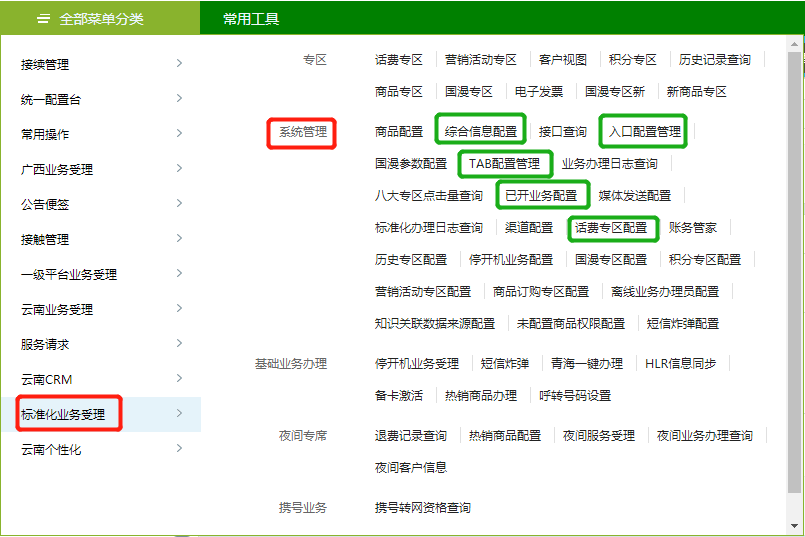 全部菜单分类 常用工具
接续管理
统一配置台
常用操作
广西业务受理
公告便签
接触管理
一级平台业务受理
云南业务受理
服务请求
云南CRM
标准化业务受理
云南个性化
专区 话费专区 营销活动专区 客户视图 积分专区 历史记录查询
商品专区 国漫专区 电子发票 国漫专区新 新商品专区
系统管理 商品配置 综合信息配置 接口查询 入口配置管理
国漫参数配置 TAB配置管理 业务办理日志查询
八大专区点击量查询 已开业务配置 媒体发送配置
标准化办理日志查询 渠道配置 话费专区配置 账务管家
历史专区配置 停开机业务配置 国漫专区配置 积分专区配置
营销活动专区配置 商品订购专区配置 离线业务办理员配置
知识关联数据来源配置 未配置商品权限配置 短信炸弹配置
基础业务办理 停开机业务受理 短信炸弹 青海一键办理 HLR信息同步
备卡激活 热销商品办理 呼转号码设置
夜间专席 退费记录查询 热销商品配置 夜间服务受理 夜间业务办理查询
夜间客户信息
携号业务 携号转网资格查询